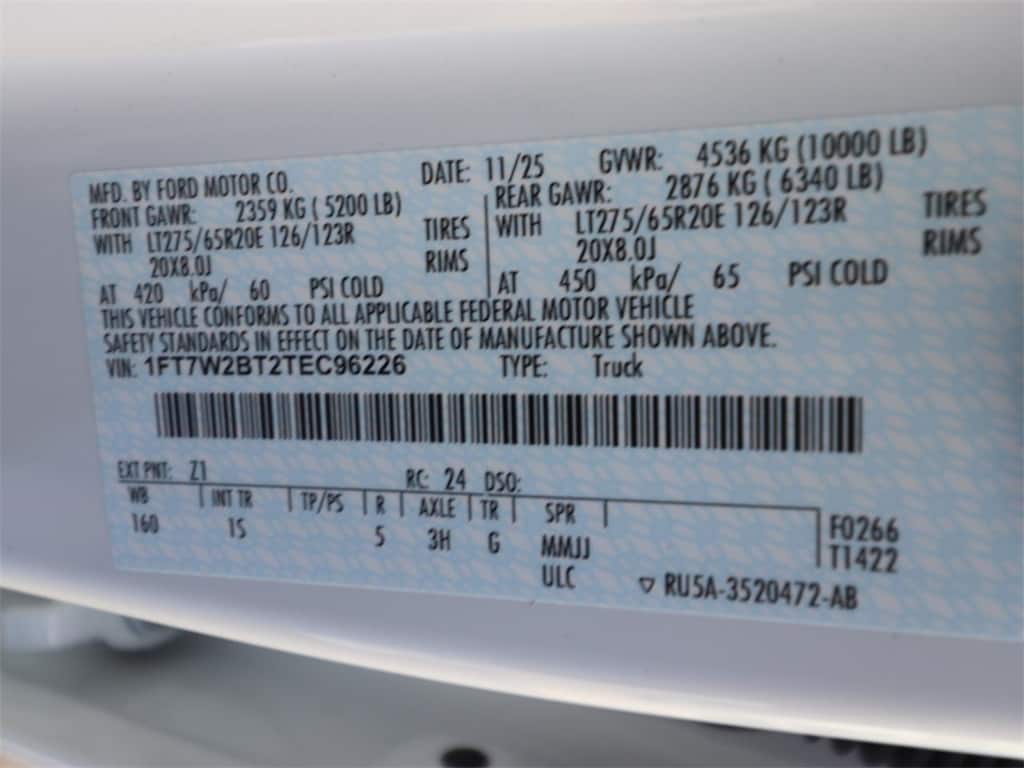 MFD. BY FORD MOTOR CO. DATE: 11/25 GVWR: 4536 KG (10000 LB)
FRONT GAWR: 2359 KG ( 5200 LB) REAR GAWR: 2876 KG ( 6340 LB)
WITH LT275/65R20E 126/123R TIRES WITH LT275/65R20E 126/123R TIRES
20X8.0J RIMS 20X8.0J RIMS
AT 420 kPa/ 60 PSI COLD AT 450 kPa/ 65 PSI COLD
THIS VEHICLE CONFORMS TO ALL APPLICABLE FEDERAL MOTOR VEHICLE
SAFETY STANDARDS IN EFFECT ON THE DATE OF MANUFACTURE SHOWN ABOVE.
VIN: 1FT7W2BT2TEC96226 TYPE: Truck
EXT PNT: Z1 RC: 24 DSO:
WB INT TR TP/PS R AXLE TR SPR F0266
160 1S 5 3H G MMJJ T1422
ULC RU5A-3520472-AB